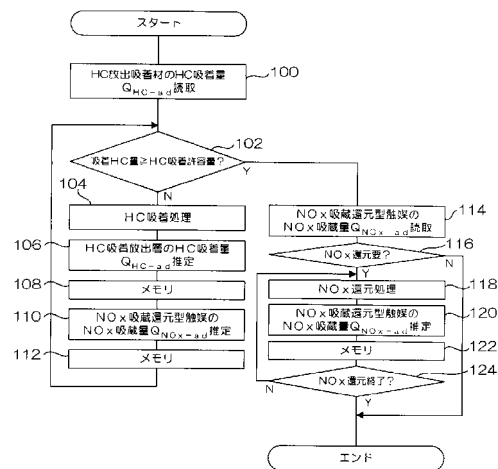 スタート
HC放出吸着材のHC吸着量
QHC-ad読取
100
102
吸着HC量≧HC吸着許容量?
Y
N
104
HC吸着処理
106
HC吸着放出層のHC吸着量
QHC-ad推定
108
メモリ
110
NOx吸蔵還元型触媒の
NOx吸蔵量QNOx-ad推定
112
メモリ
NOx吸蔵還元型触媒の
NOx吸蔵量QNOx-ad読取
114
116
NOx還元要?
N
Y
NOx還元処理
118
NOx吸蔵還元型触媒の
NOx吸蔵量QNOx-ad推定
120
メモリ
122
NOx還元終了?
124
N
Y
エンド